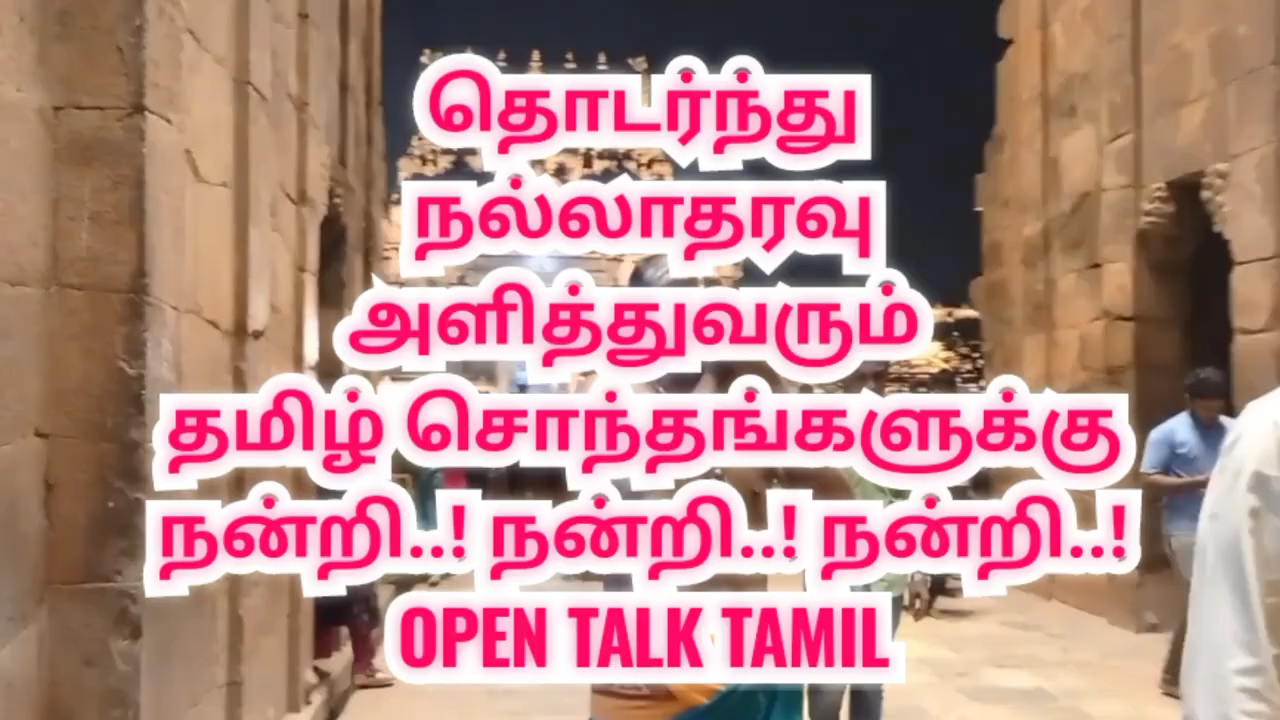 தொடர்ந்து
நல்லாதரவு
அளித்துவரும்
தமிழ் சொந்தங்களுக்கு
நன்றி..! நன்றி..! நன்றி..!
OPEN TALK TAMIL